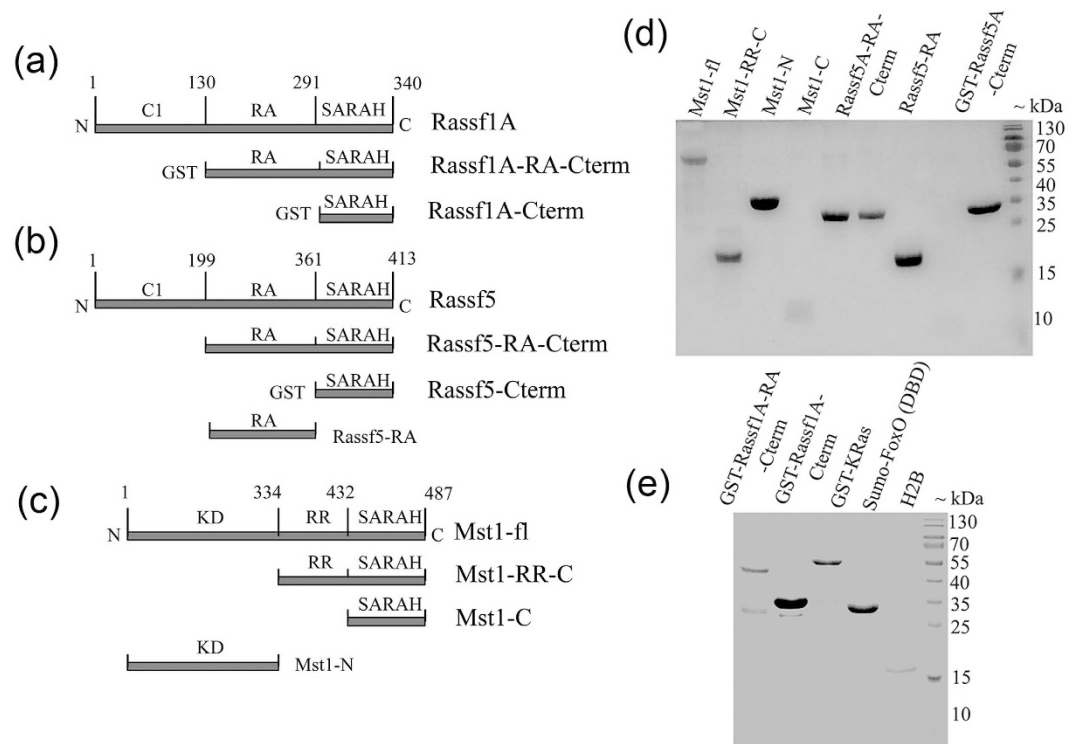 (a)
1 130 291 340
C1 RA SARAH
N C Rassf1A
RA SARAH
GST Rassf1A-RA-Cterm
SARAH
GST Rassf1A-Cterm
(b)
1 199 361 413
C1 RA SARAH
N C Rassf5
RA SARAH
Rassf5-RA-Cterm
SARAH
GST Rassf5-Cterm
RA
Rassf5-RA
(c)
1 334 432 487
KD RR SARAH
N C Mst1-fl
RR SARAH
Mst1-RR-C
SARAH
Mst1-C
KD
Mst1-N
(d)
Mst1-fl
Mst1-RR-C
Mst1-N
Mst1-C
Rassf5A-RA-
Cterm
Rassf5-RA
GST-Rassf5A
-Cterm
~ kDa
130
70
55
40
35
25
15
10
(e)
GST-Rassf1A-RA
-Cterm
GST-Rassf1A-
Cterm
GST-KRas
Sumo-FoxO (DBD)
H2B
~ kDa
130
70
55
40
35
25
15
10